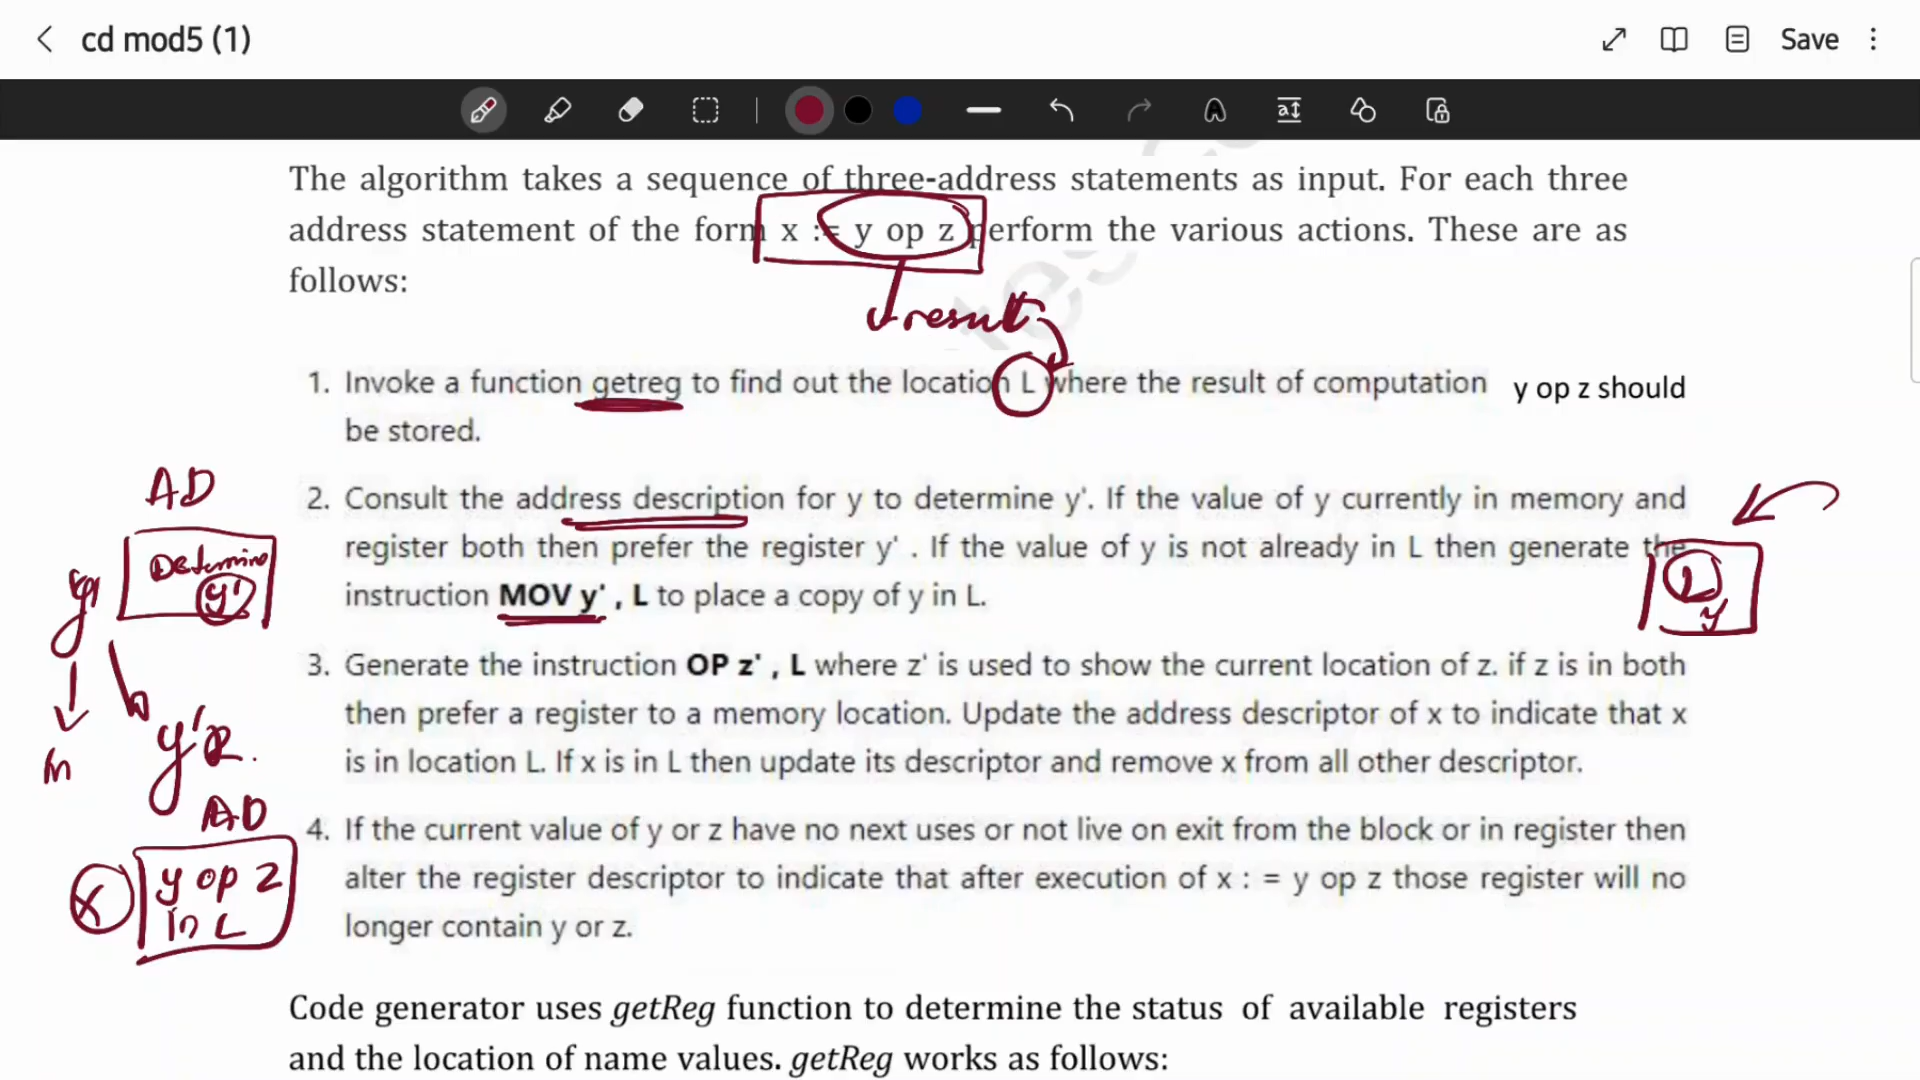 cd mod5 (1)
Save
The algorithm takes a sequence of three-address statements as input. For each three
address statement of the form x := y op z perform the various actions. These are as
follows:
result
1. Invoke a function getreg to find out the location L where the result of computation y op z should
be stored.
AD
2. Consult the address description for y to determine y'. If the value of y currently in memory and
register both then prefer the register y' . If the value of y is not already in L then generate the
Determine
y'
y
L
y
instruction MOV y' , L to place a copy of y in L.
3. Generate the instruction OP z' , L where z' is used to show the current location of z. if z is in both
then prefer a register to a memory location. Update the address descriptor of x to indicate that x
y'R.
m
is in location L. If x is in L then update its descriptor and remove x from all other descriptor.
AD
4. If the current value of y or z have no next uses or not live on exit from the block or in register then
x
y op z
in L
alter the register descriptor to indicate that after execution of x : = y op z those register will no
longer contain y or z.
Code generator uses getReg function to determine the status of available registers
and the location of name values. getReg works as follows: